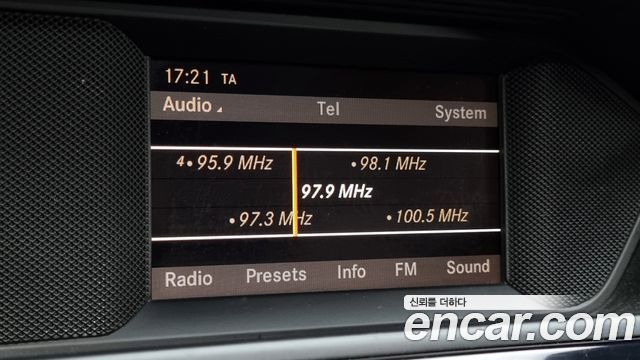 17:21 TA
Audio Tel System
4 • 95.9 MHz • 98.1 MHz
97.9 MHz
• 97.3 MHz • 100.5 MHz
Radio Presets Info FM Sound
신뢰를 더하다
encar.com